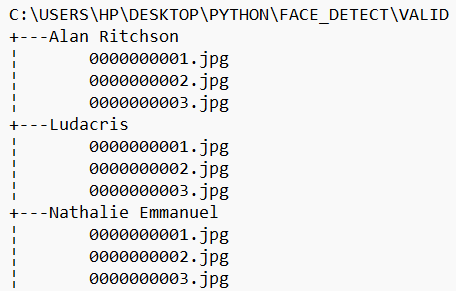 C:\USERS\HP\DESKTOP\PYTHON\FACE_DETECT\VALID
+---Alan Ritchson
¦       0000000001.jpg
¦       0000000002.jpg
¦       0000000003.jpg
+---Ludacris
¦       0000000001.jpg
¦       0000000002.jpg
¦       0000000003.jpg
+---Nathalie Emmanuel
¦       0000000001.jpg
¦       0000000002.jpg
¦       0000000003.jpg